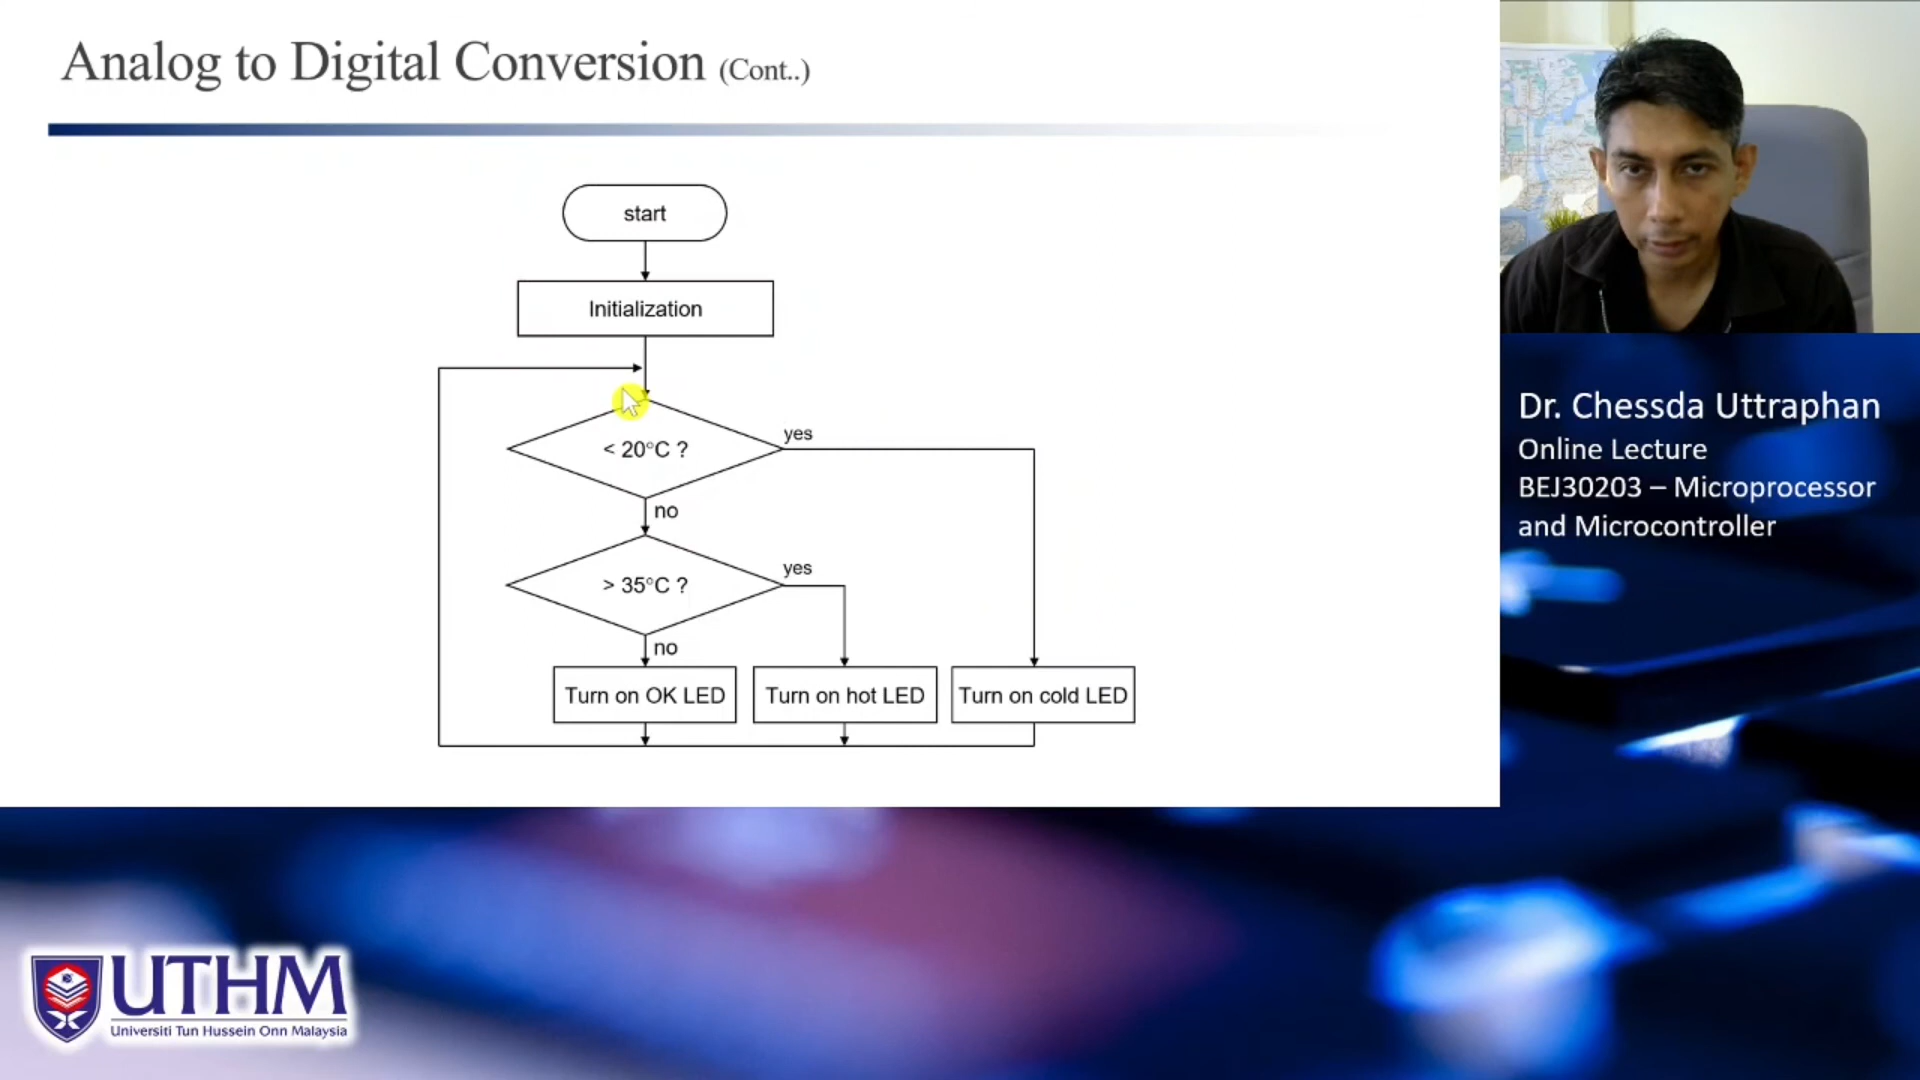 Analog to Digital Conversion (Cont..)
start
Initialization
< 20°C ?
yes
no
> 35°C ?
yes
no
Turn on OK LED
Turn on hot LED
Turn on cold LED
Dr. Chessda Uttraphan
Online Lecture
BEJ30203 – Microprocessor
and Microcontroller
UTHM
Universiti Tun Hussein Onn Malaysia